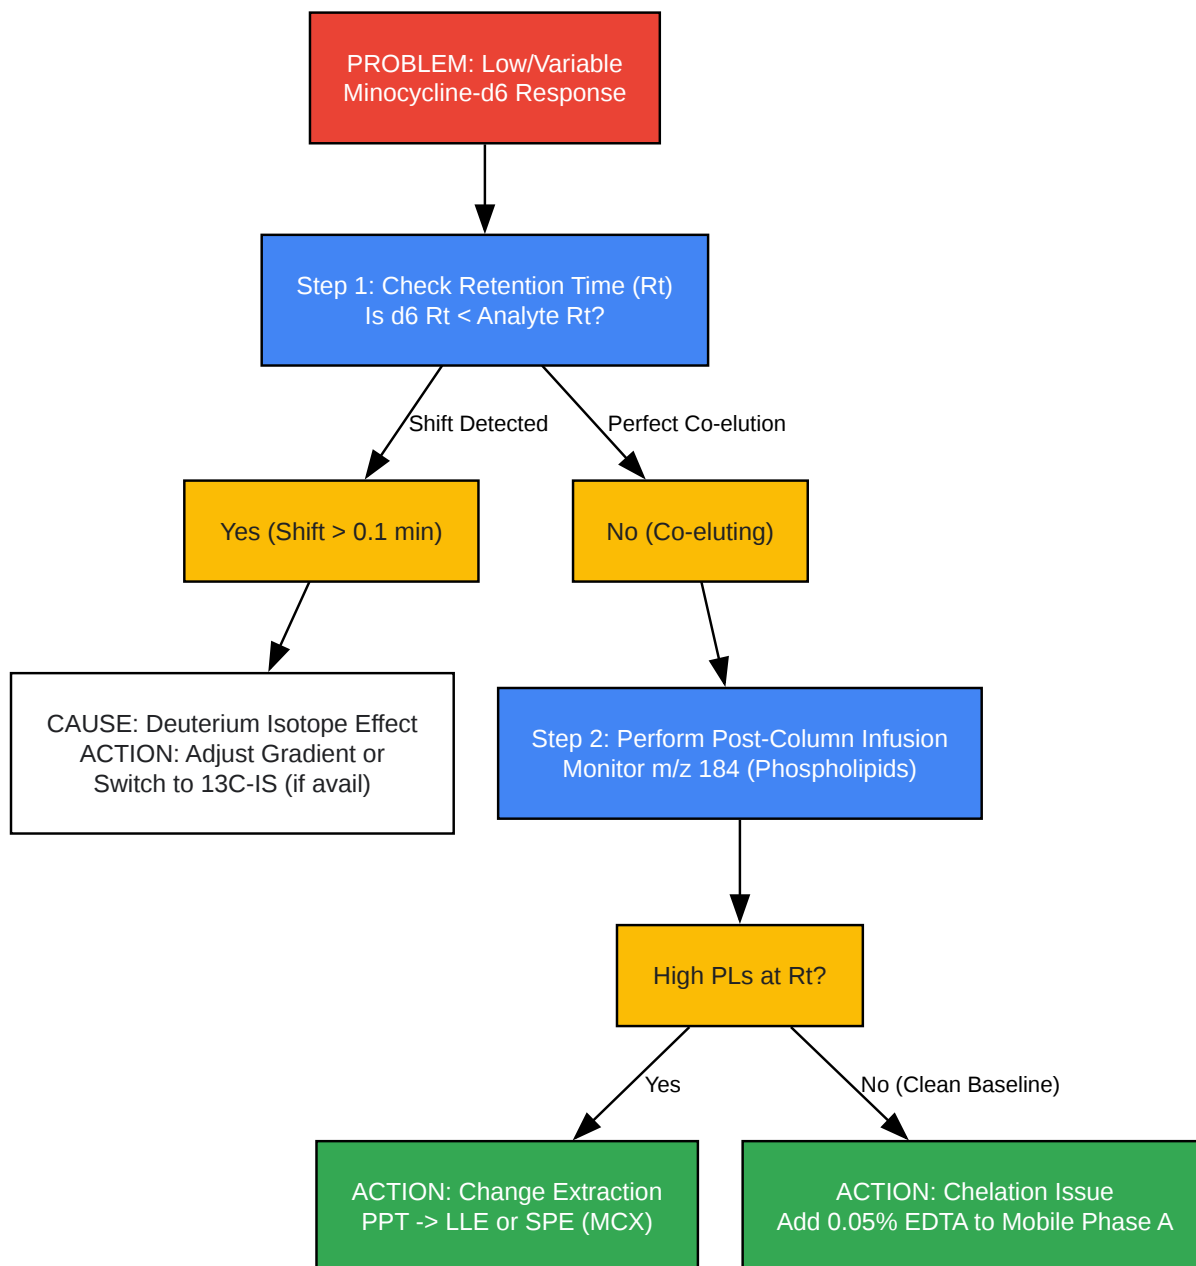 PROBLEM: Low/Variable
Minocycline-d6 Response
Step 1: Check Retention Time (Rt)
Is d6 Rt < Analyte Rt?
Shift Detected
Perfect Co-elution
Yes (Shift > 0.1 min)
No (Co-eluting)
CAUSE: Deuterium Isotope Effect
ACTION: Adjust Gradient or
Switch to 13C-IS (if avail)
Step 2: Perform Post-Column Infusion
Monitor m/z 184 (Phospholipids)
High PLs at Rt?
Yes
No (Clean Baseline)
ACTION: Change Extraction
PPT -> LLE or SPE (MCX)
ACTION: Chelation Issue
Add 0.05% EDTA to Mobile Phase A